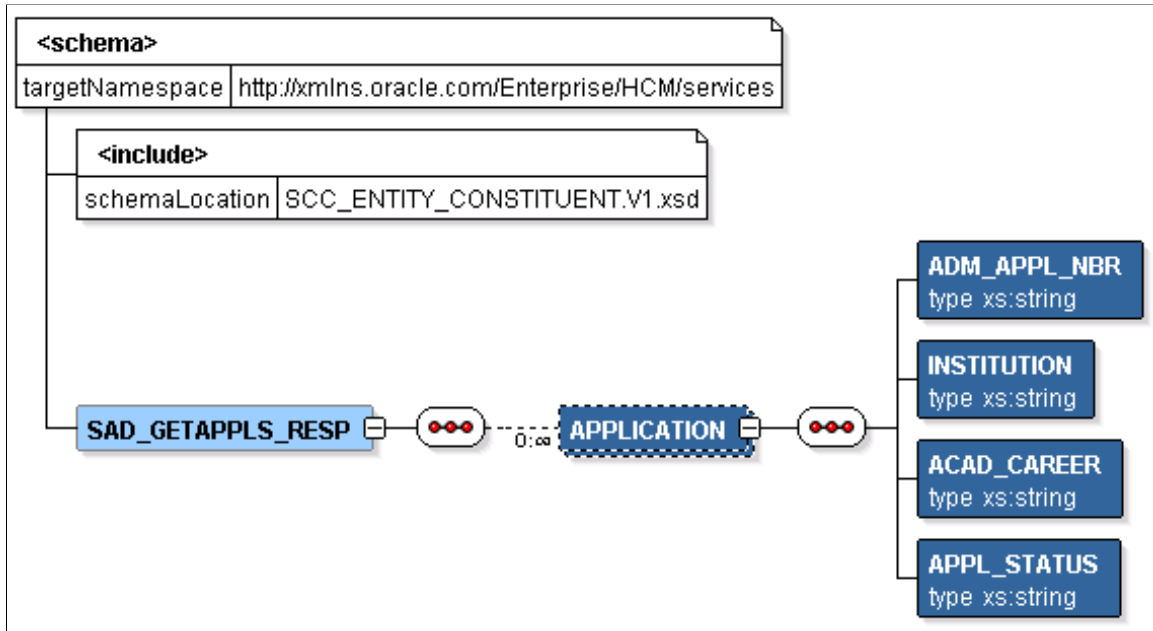 <schema>
targetNamespace http://xmlns.oracle.com/Enterprise/HCM/services
<include>
schemaLocation SCC_ENTITY_CONSTITUENT.V1.xsd
ADM_APPL_NBR
type xs:string
INSTITUTION
type xs:string
SAD_GETAPPLS_RESP
0:∞
APPLICATION
ACAD_CAREER
type xs:string
APPL_STATUS
type xs:string